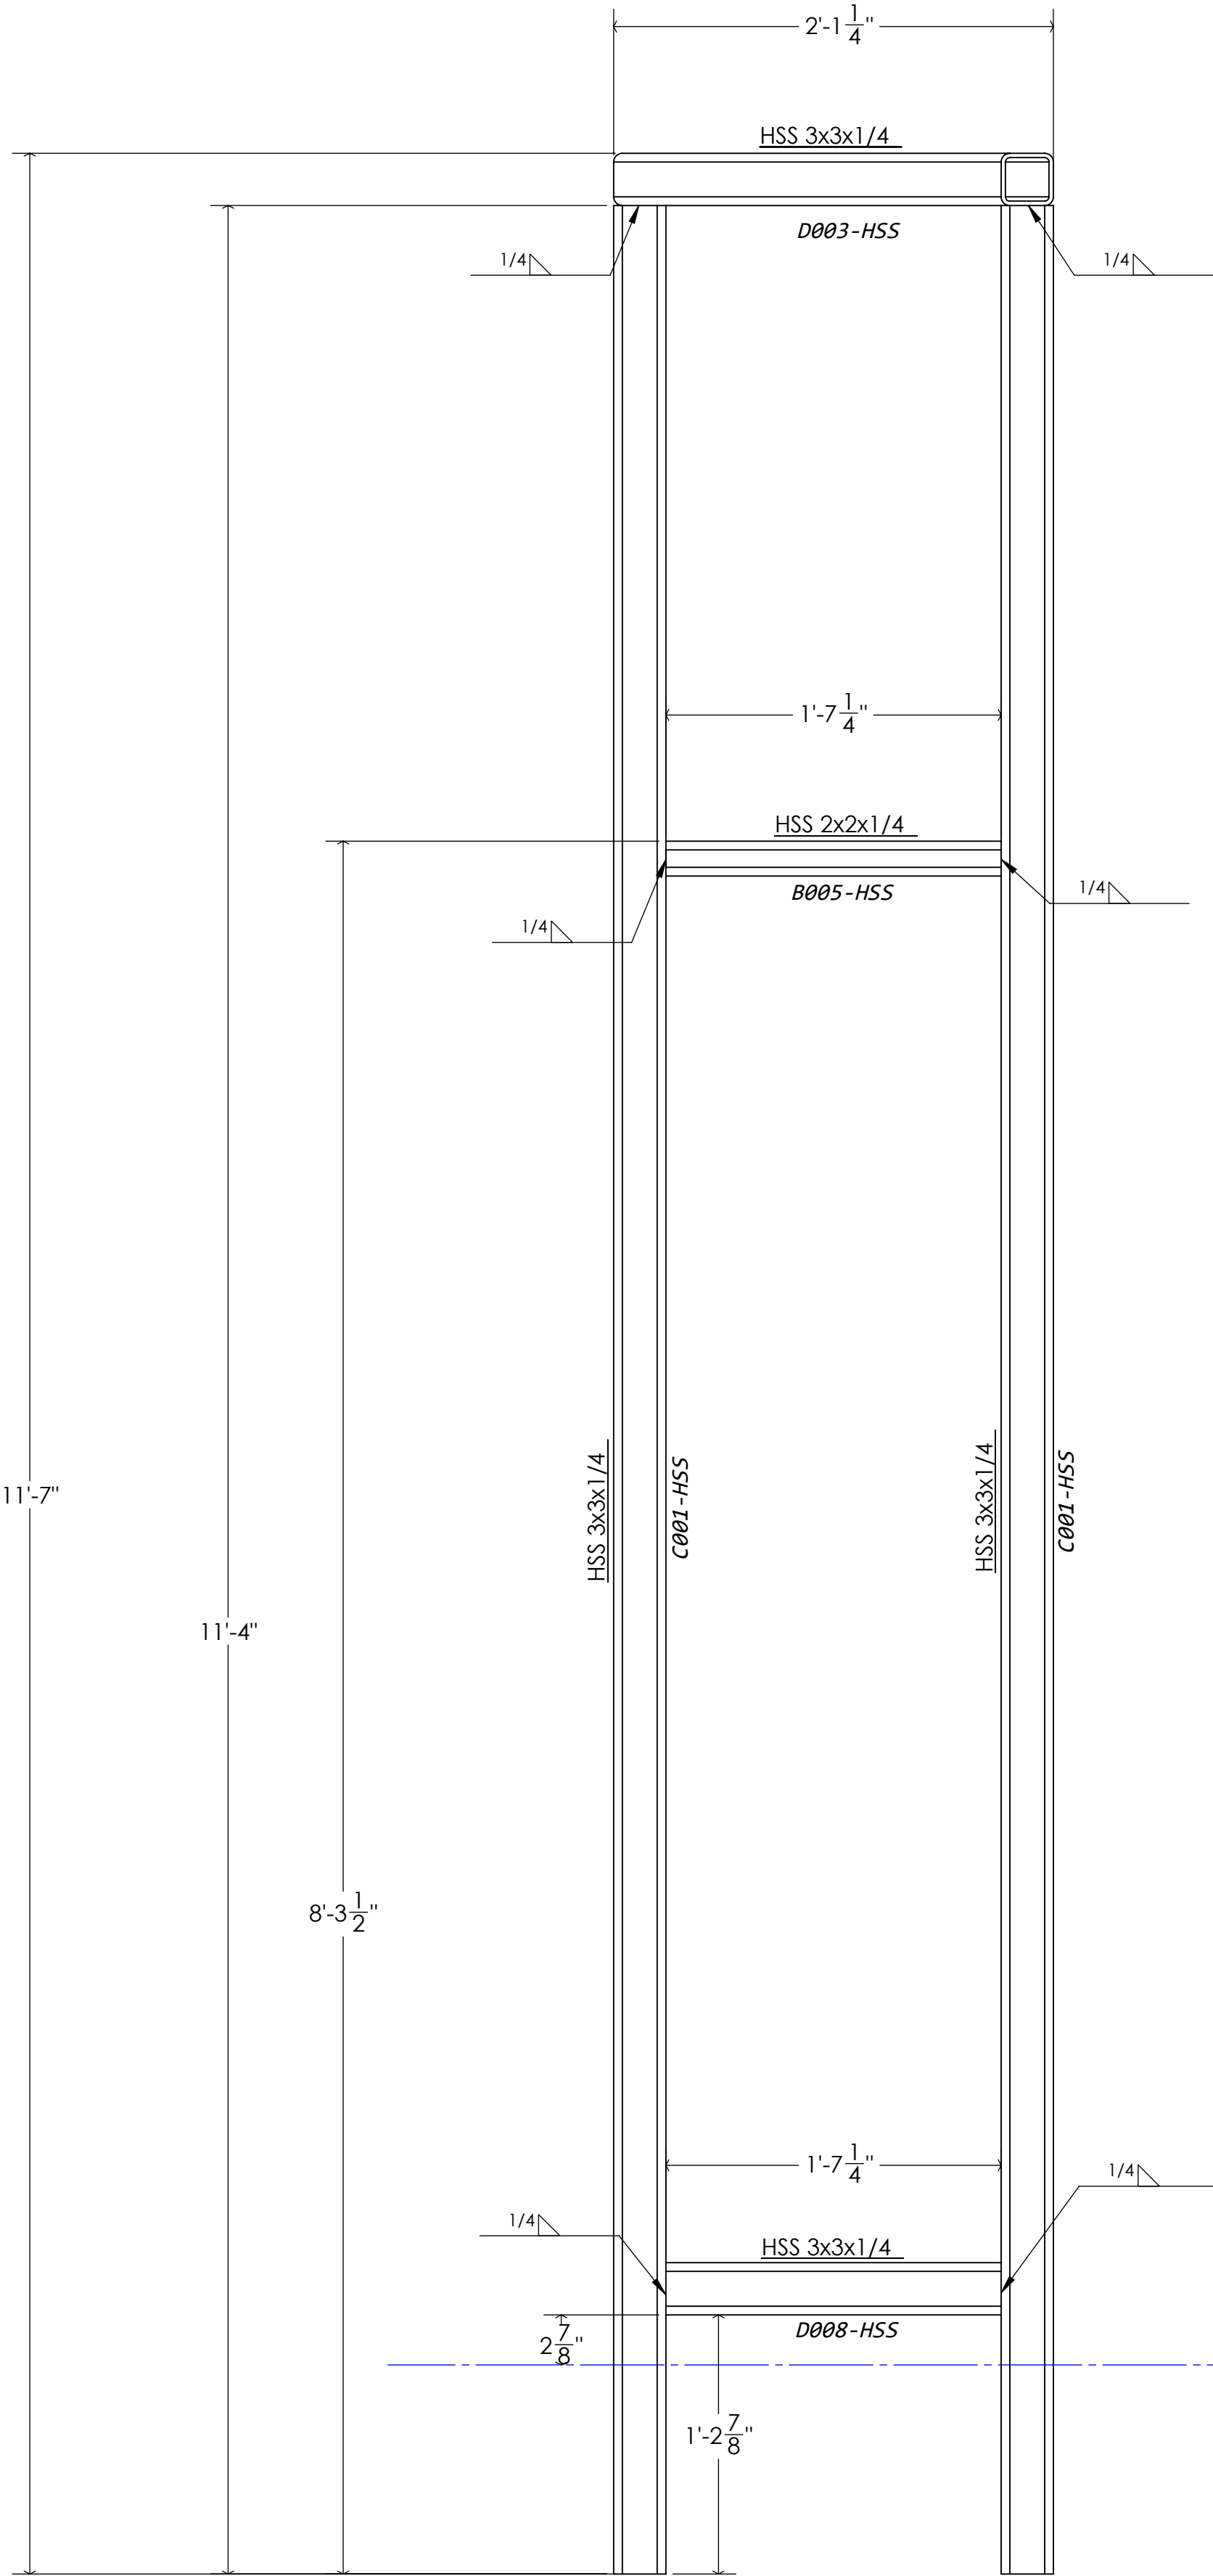 2'-1 1/4"
HSS 3x3x1/4
D003-HSS
1/4
1/4
1'-7 1/4"
HSS 2x2x1/4
B005-HSS
1/4
1/4
HSS 3x3x1/4
C001-HSS
HSS 3x3x1/4
C001-HSS
11'-7"
11'-4"
8'-3 1/2"
1'-7 1/4"
1/4
1/4
HSS 3x3x1/4
D008-HSS
2 7/8"
1'-2 7/8"